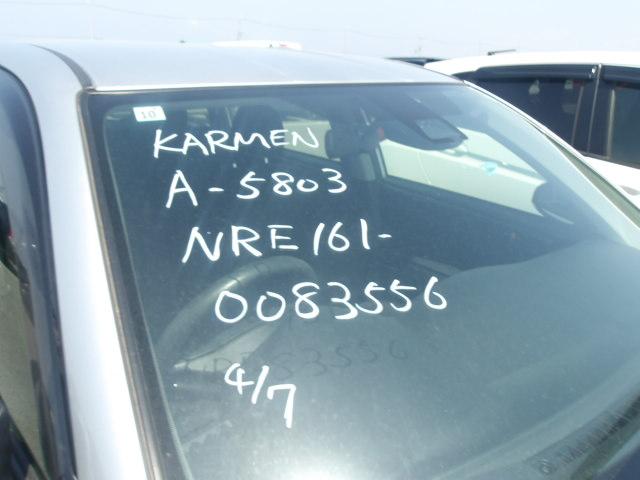 10
KARMEN
A-5803
NRE161-
0083556
4/7